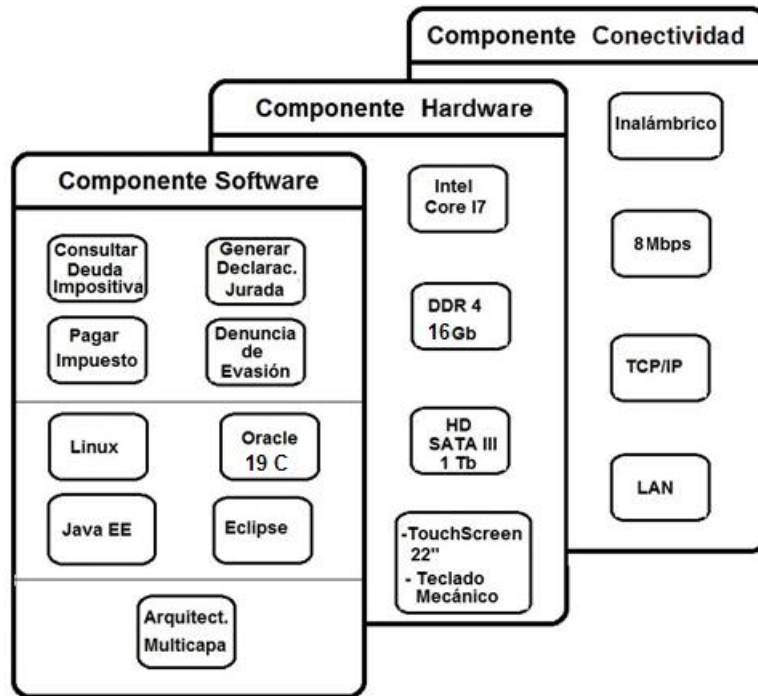 Componente Conectividad
Inalámbrico
8Mbps
TCP/IP
LAN
Componente Hardware
Intel
Core I7
DDR 4
16Gb
HD
SATA III
1 Tb
-TouchScreen
22"
- Teclado
Mecánico
Componente Software
Consultar
Deuda
Impositiva
Generar
Declarac.
Jurada
Pagar
Impuesto
Denuncia
de
Evasión
Linux
Oracle
19 C
Java EE
Eclipse
Arquitect.
Multicapa